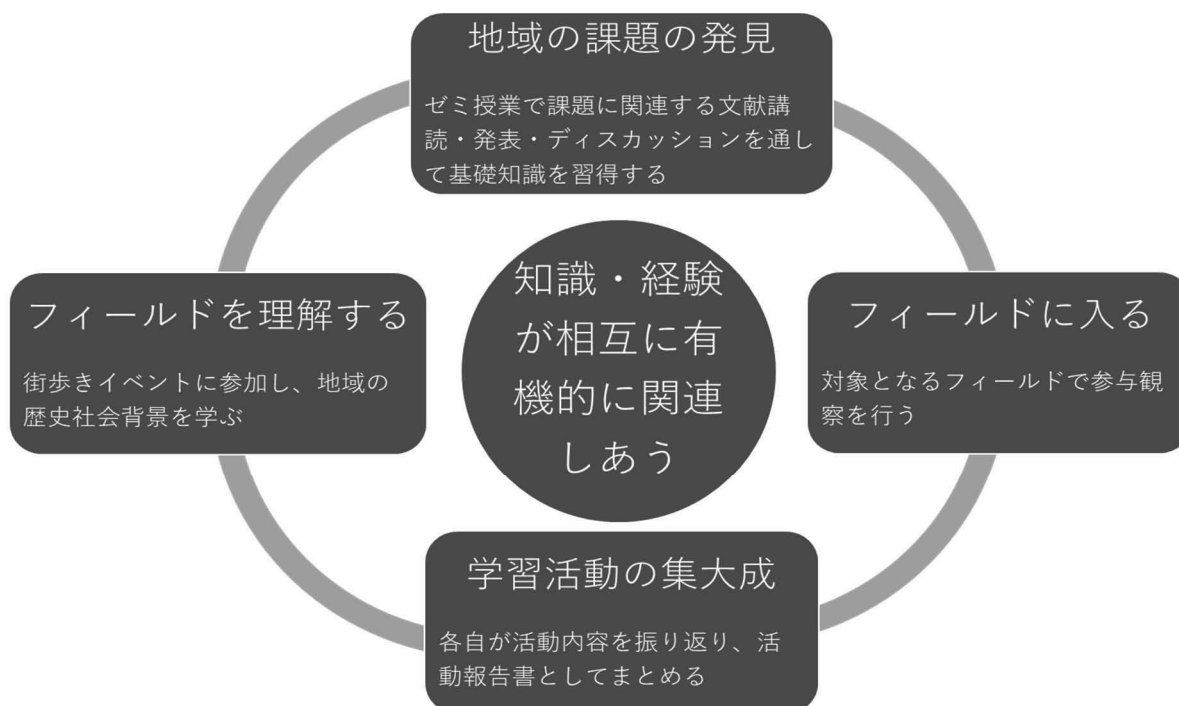 地域の課題の発見
ゼミ授業で課題に関連する文献講
読・発表・ディスカッションを通し
て基礎知識を習得する
フィールドを理解する
街歩きイベントに参加し、地域の
歴史社会背景を学ぶ
知識・経験
が相互に有
機的に関連
しあう
フィールドに入る
対象となるフィールドで参与観
察を行う
学習活動の集大成
各自が活動内容を振り返り、活
動報告書としてまとめる